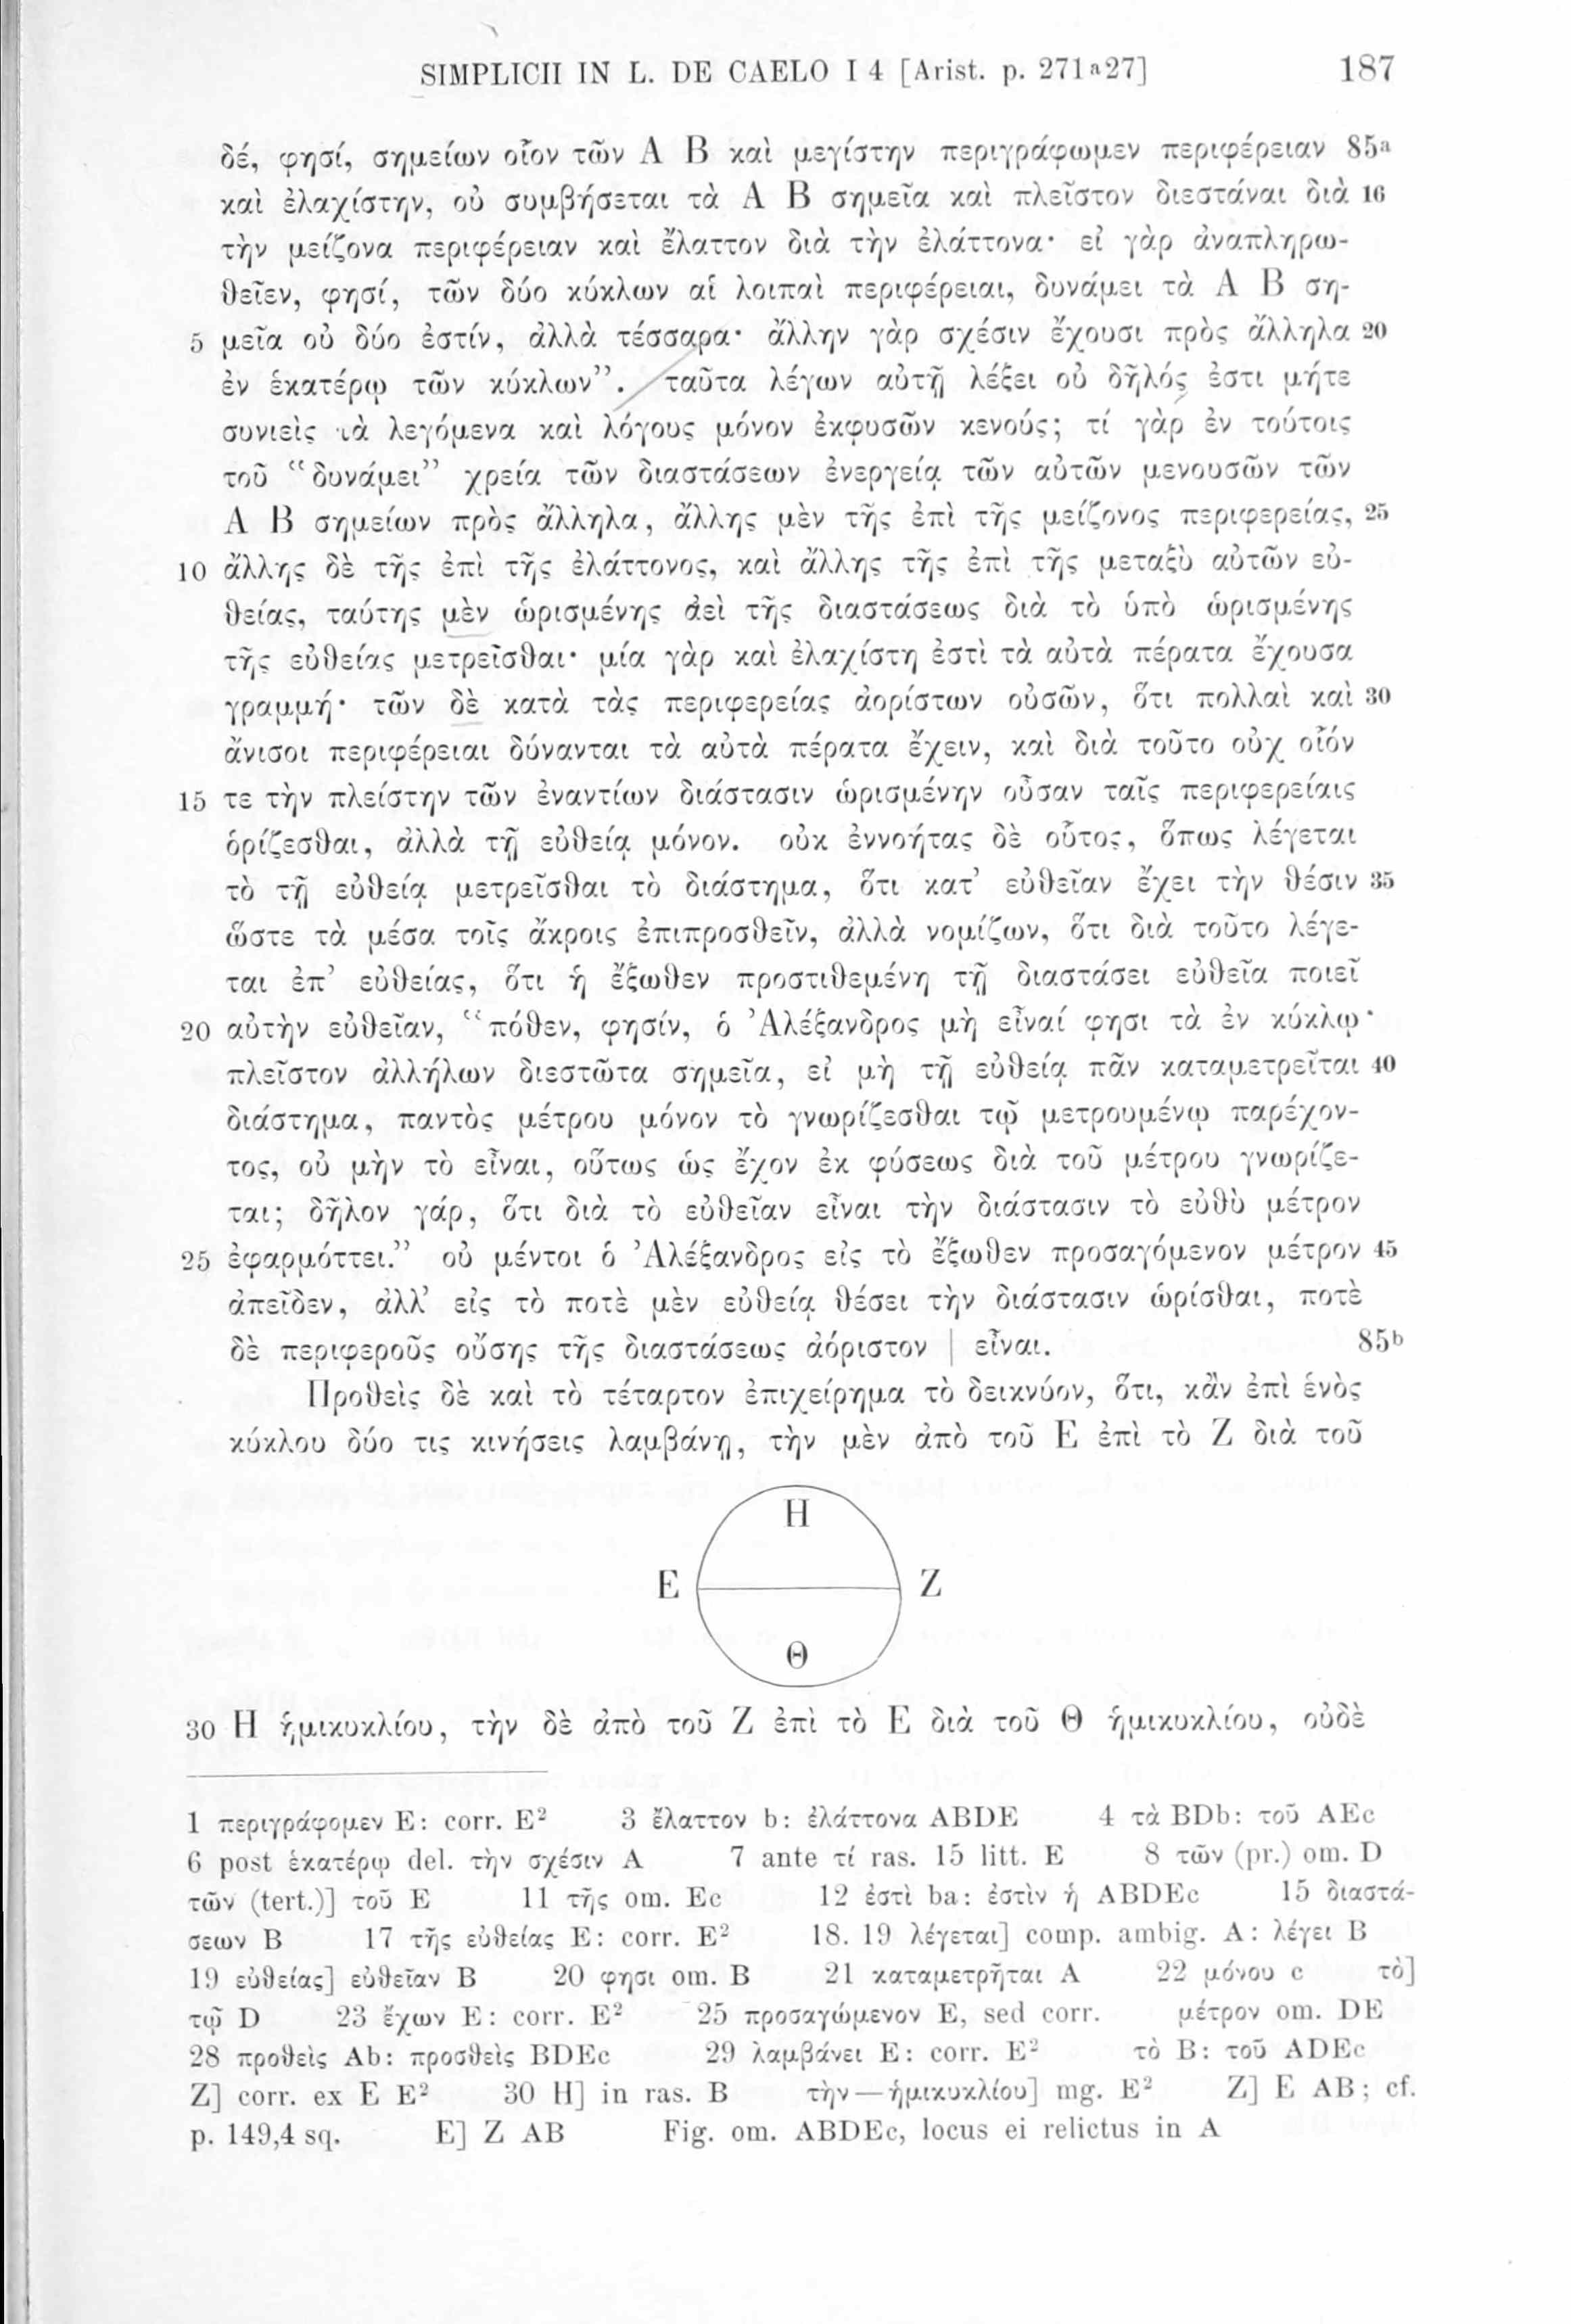 SIMPLICII IN L. DE CAELO I 4 [Arist. p. 271ᵃ27] 187
δέ, φησί, σημείων οἷον τῶν Α Β καὶ μεγίστην περιγράφωμεν περιφέρειαν 85ᵃ
καὶ ἐλαχίστην, οὐ συμβήσεται τὰ Α Β σημεῖα καὶ πλεῖστον διεστάναι διὰ 16
τὴν μείζονα περιφέρειαν καὶ ἔλαττον διὰ τὴν ἐλάττονα· εἰ γὰρ ἀναπληρω-
θεῖεν, φησί, τῶν δύο κύκλων αἱ λοιπαὶ περιφέρειαι, δυνάμει τὰ Α Β ση-
5 μεῖα οὐ δύο ἐστίν, ἀλλὰ τέσσαρα· ἄλλην γὰρ σχέσιν ἔχουσι πρὸς ἄλληλα 20
ἐν ἑκατέρῳ τῶν κύκλων”. ταῦτα λέγων αὐτῇ λέξει οὐ δῆλός ἐστι μήτε
συνιεὶς τὰ λεγόμενα καὶ λόγους μόνον ἐκφυσῶν κενούς; τί γὰρ ἐν τούτοις
τοῦ “δυνάμει” χρεία τῶν διαστάσεων ἐνεργείᾳ τῶν αὐτῶν μενουσῶν τῶν
Α Β σημείων πρὸς ἄλληλα, ἄλλης μὲν τῆς ἐπὶ τῆς μείζονος περιφερείας, 25
10 ἄλλης δὲ τῆς ἐπὶ τῆς ἐλάττονος, καὶ ἄλλης τῆς ἐπὶ τῆς μεταξὺ αὐτῶν εὐ-
θείας, ταύτης μὲν ὡρισμένης ἀεὶ τῆς διαστάσεως διὰ τὸ ὑπὸ ὡρισμένης
τῆς εὐθείας μετρεῖσθαι· μία γὰρ καὶ ἐλαχίστη ἐστὶ τὰ αὐτὰ πέρατα ἔχουσα
γραμμή· τῶν δὲ κατὰ τὰς περιφερείας ἀορίστων οὐσῶν, ὅτι πολλαὶ καὶ 30
ἄνισοι περιφέρειαι δύνανται τὰ αὐτὰ πέρατα ἔχειν, καὶ διὰ τοῦτο οὐχ οἷόν
15 τε τὴν πλείστην τῶν ἐναντίων διάστασιν ὡρισμένην οὖσαν ταῖς περιφερείαις
ὁρίζεσθαι, ἀλλὰ τῇ εὐθείᾳ μόνον. οὐκ ἐννοήσας δὲ οὗτος, ὅπως λέγεται
τὸ τῇ εὐθείᾳ μετρεῖσθαι τὸ διάστημα, ὅτι κατ’ εὐθεῖαν ἔχει τὴν θέσιν 35
ὥστε τὰ μέσα τοῖς ἄκροις ἐπιπροσθεῖν, ἀλλὰ νομίζων, ὅτι διὰ τοῦτο λέγε-
ται ἐπ’ εὐθείας, ὅτι ἡ ἔξωθεν προστιθεμένη τῇ διαστάσει εὐθεῖα ποιεῖ
20 αὐτὴν εὐθεῖαν, “πόθεν, φησίν, ὁ Ἀλέξανδρος μὴ εἶναί φησι τὰ ἐν κύκλῳ·
πλεῖστον ἀλλήλων διεστῶτα σημεῖα, εἰ μὴ τῇ εὐθείᾳ πᾶν καταμετρεῖται 40
διάστημα, παντὸς μέτρου μόνον τὸ γνωρίζεσθαι τῷ μετρουμένῳ παρέχον-
τος, οὐ μὴν τὸ εἶναι, οὕτως ὡς ἔχον ἐκ φύσεως διὰ τοῦ μέτρου γνωρίζε-
ται; δῆλον γάρ, ὅτι διὰ τὸ εὐθεῖαν εἶναι τὴν διάστασιν τὸ εὐθὺ μέτρον
25 ἐφαρμόττει.” οὐ μέντοι ὁ Ἀλέξανδρος εἰς τὸ ἔξωθεν προσαγόμενον μέτρον 45
ἀπεῖδεν, ἀλλ’ εἰς τὸ ποτὲ μὲν εὐθείᾳ θέσει τὴν διάστασιν ὡρίσθαι, ποτὲ
δὲ περιφεροῦς οὔσης τῆς διαστάσεως ἀόριστον | εἶναι. 85ᵇ
Προθεὶς δὲ καὶ τὸ τέταρτον ἐπιχείρημα τὸ δεικνύον, ὅτι, κἂν ἐπὶ ἑνὸς
κύκλου δύο τις κινήσεις λαμβάνῃ, τὴν μὲν ἀπὸ τοῦ Ε ἐπὶ τὸ Ζ διὰ τοῦ
Η
Ε Ζ
Θ
30 Η ἡμικυκλίου, τὴν δὲ ἀπὸ τοῦ Ζ ἐπὶ τὸ Ε διὰ τοῦ Θ ἡμικυκλίου, οὐδὲ
1 περιγράφομεν E: corr. E² 3 ἔλαττον b: ἐλάττονα ABDE 4 τὰ BDb: τοῦ AEc
6 post ἑκατέρῳ del. τὴν σχέσιν A 7 ante τί ras. 15 litt. E 8 τῶν (pr.) om. D
τῶν (tert.)] τοῦ E 11 τῆς om. Ec 12 ἐστὶ ba: ἐστὶν ἡ ABDEc 15 διαστά-
σεων B 17 τῆς εὐθείας E: corr. E² 18. 19 λέγεται] comp. ambig. A: λέγει B
19 εὐθείας] εὐθεῖαν B 20 φησι om. B 21 καταμετρῆται A 22 μόνου c τὸ]
τῷ D 23 ἔχων E: corr. E² 25 προσαγώμενον E, sed corr. μέτρον om. DE
28 προθεὶς Ab: προσθεὶς BDEc 29 λαμβάνει E: corr. E² τὸ B: τοῦ ADEc
Z] corr. ex E E² 30 H] in ras. B τὴν—ἡμικυκλίου] mg. E² Z] E AB; cf.
p. 149,4 sq. E] Z AB Fig. om. ABDEc, locus ei relictus in A